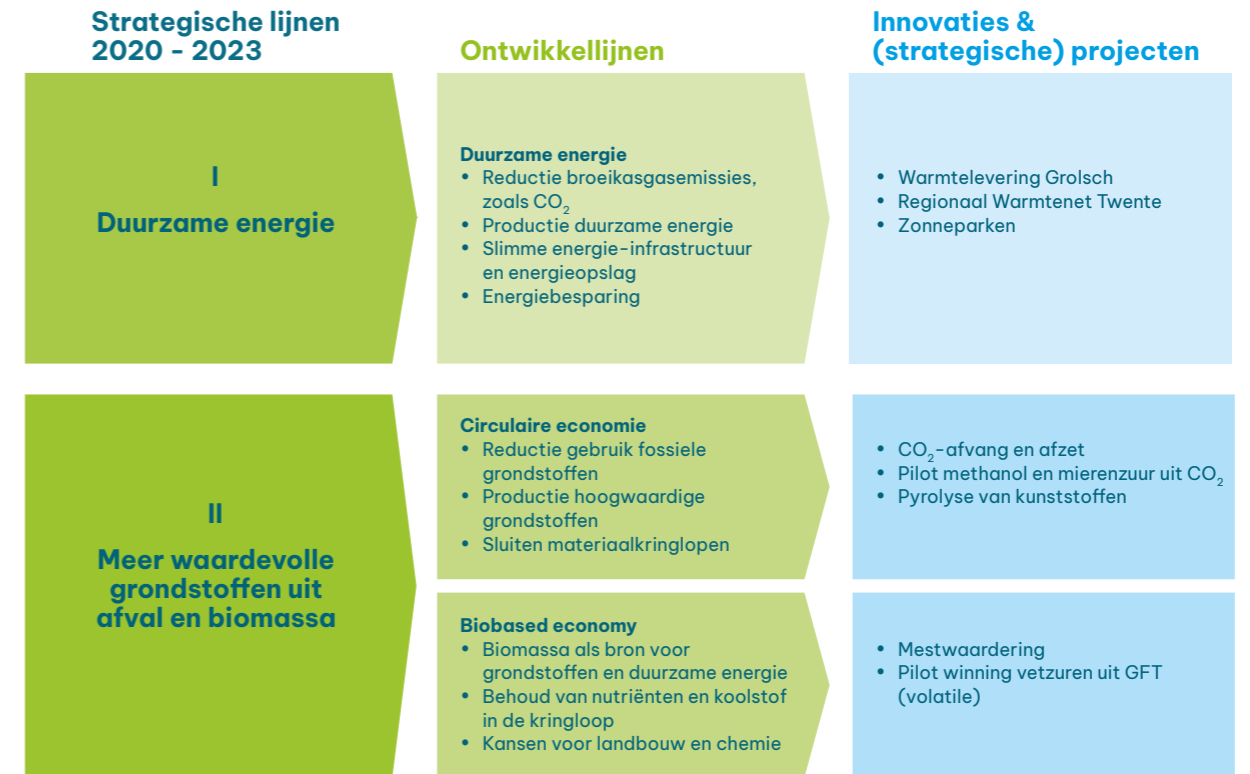 Strategische lijnen
2020 - 2023
Ontwikkellijnen
Innovaties &
(strategische) projecten
I
Duurzame energie
Duurzame energie
• Reductie broeikasgasemissies,
zoals CO₂
• Productie duurzame energie
• Slimme energie-infrastructuur
en energieopslag
• Energiebesparing
• Warmtelevering Grolsch
• Regionaal Warmtenet Twente
• Zonneparken
II
Meer waardevolle
grondstoffen uit
afval en biomassa
Circulaire economie
• Reductie gebruik fossiele
grondstoffen
• Productie hoogwaardige
grondstoffen
• Sluiten materiaalkringlopen
• CO₂-afvang en afzet
• Pilot methanol en mierenzuur uit CO₂
• Pyrolyse van kunststoffen
Biobased economy
• Biomassa als bron voor
grondstoffen en duurzame energie
• Behoud van nutriënten en koolstof
in de kringloop
• Kansen voor landbouw en chemie
• Mestwaardering
• Pilot winning vetzuren uit GFT
(volatile)